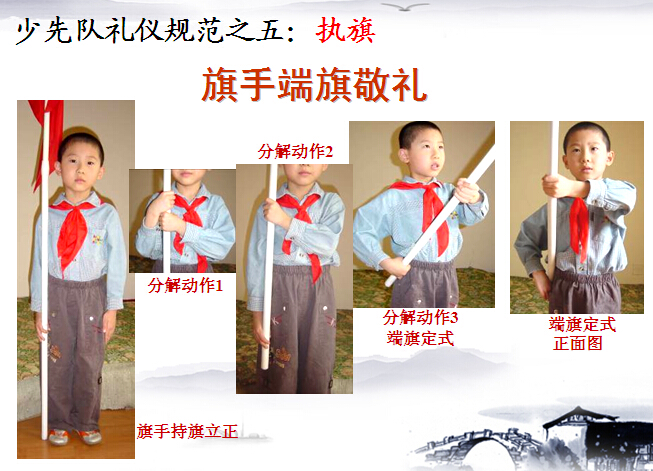 少先队礼仪规范之五：执旗
旗手端旗敬礼
分解动作2
分解动作1
分解动作3
端旗定式
端旗定式
正面图
旗手持旗立正